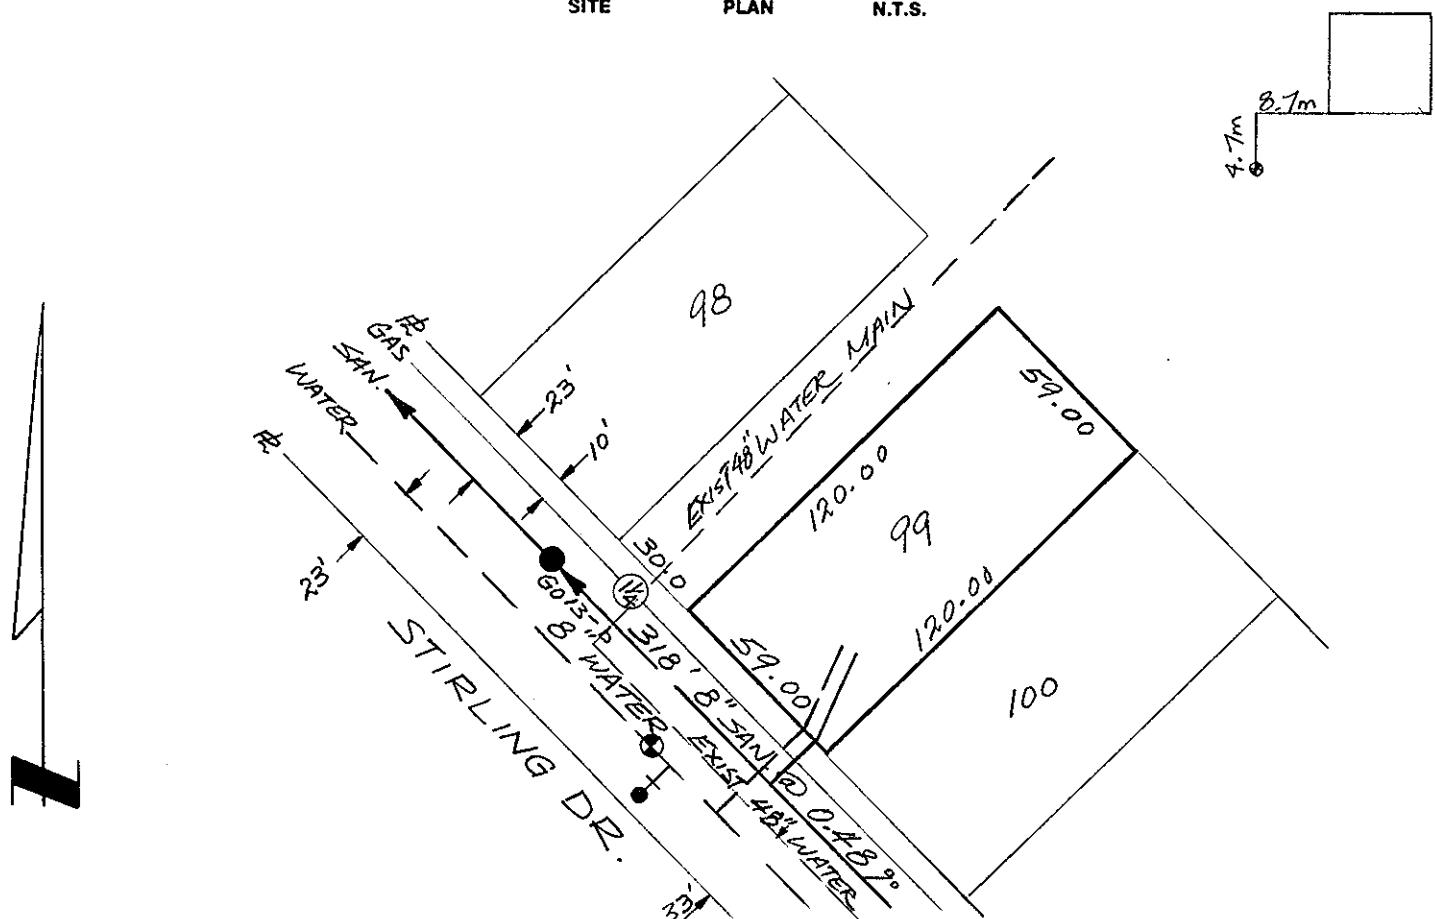 SITE PLAN N.T.S.
8.7m
4.7m
98
GAS
SAN.
WATER
23'
10'
EXIST 48" WATER MAIN
59.00
120.00
99
120.00
30.0
1¼
59.00
100
23'
8" WATER
318' 8" SAN @ 0.48%
EXIST 48" WATER
STIRLING DR.
33'